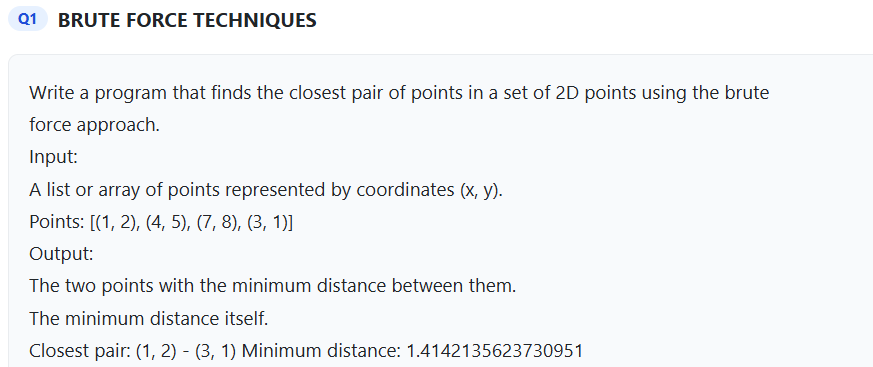 Q1 BRUTE FORCE TECHNIQUES
Write a program that finds the closest pair of points in a set of 2D points using the brute
force approach.
Input:
A list or array of points represented by coordinates (x, y).
Points: [(1, 2), (4, 5), (7, 8), (3, 1)]
Output:
The two points with the minimum distance between them.
The minimum distance itself.
Closest pair: (1, 2) - (3, 1) Minimum distance: 1.4142135623730951